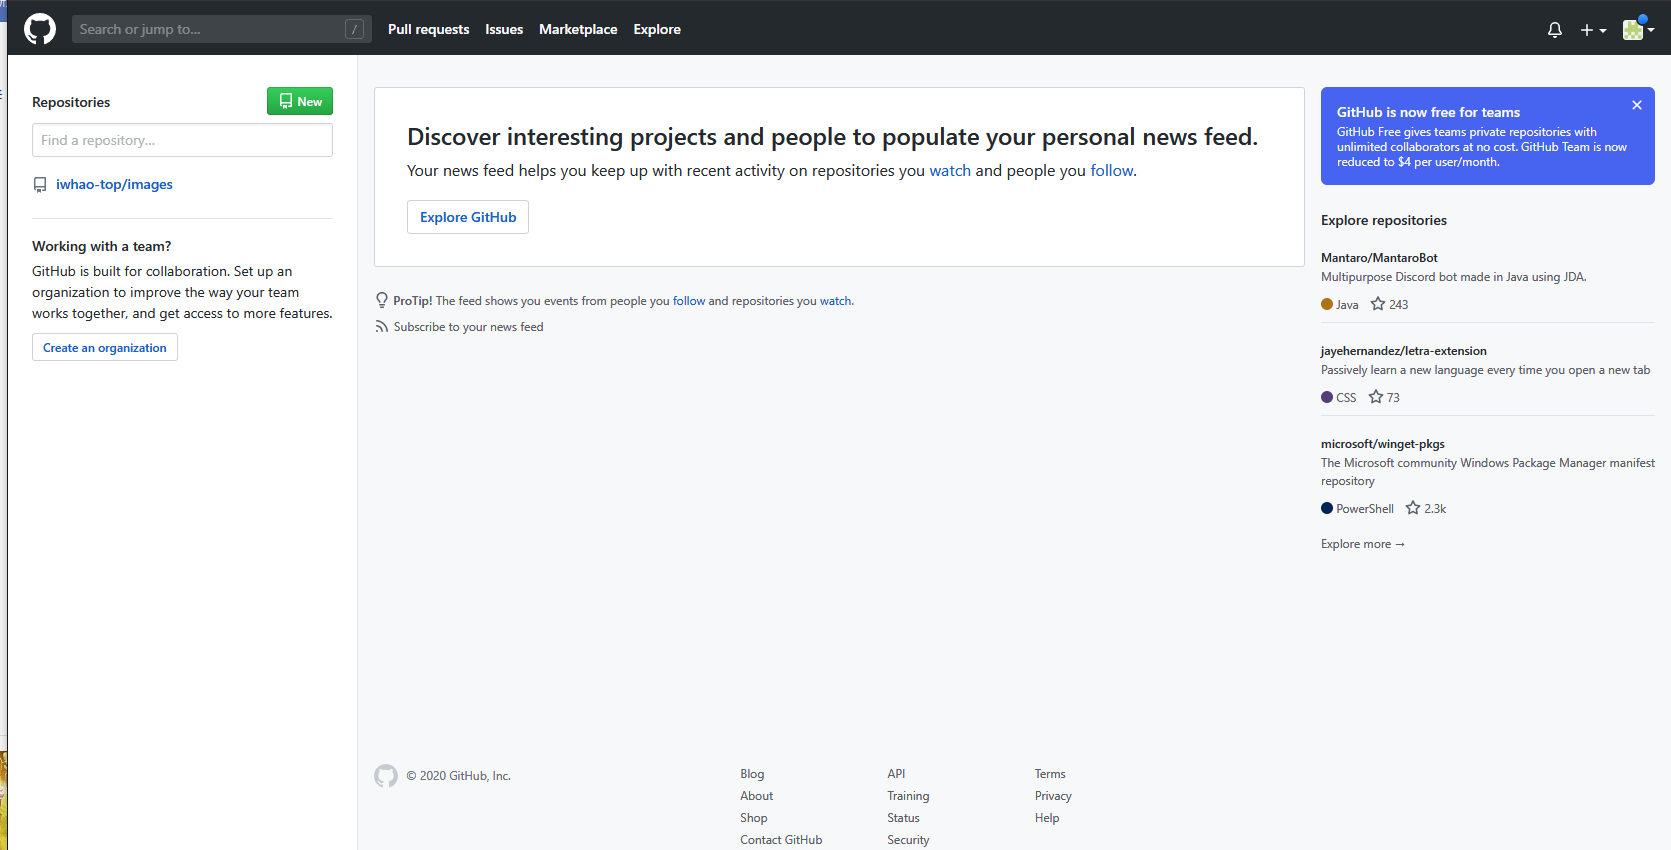 Search or jump to...
/
Pull requests
Issues
Marketplace
Explore
Repositories
New
Find a repository...
iwhao-top/images
Working with a team?
GitHub is built for collaboration. Set up an
organization to improve the way your team
works together, and get access to more features.
Create an organization
Discover interesting projects and people to populate your personal news feed.
Your news feed helps you keep up with recent activity on repositories you watch and people you follow.
Explore GitHub
ProTip! The feed shows you events from people you follow and repositories you watch.
Subscribe to your news feed
GitHub is now free for teams
GitHub Free gives teams private repositories with
unlimited collaborators at no cost. GitHub Team is now
reduced to $4 per user/month.
Explore repositories
Mantaro/MantaroBot
Multipurpose Discord bot made in Java using JDA.
Java 243
jayehernandez/letra-extension
Passively learn a new language every time you open a new tab
CSS 73
microsoft/winget-pkgs
The Microsoft community Windows Package Manager manifest
repository
PowerShell 2.3k
Explore more →
© 2020 GitHub, Inc.
Blog
About
Shop
Contact GitHub
API
Training
Status
Security
Terms
Privacy
Help